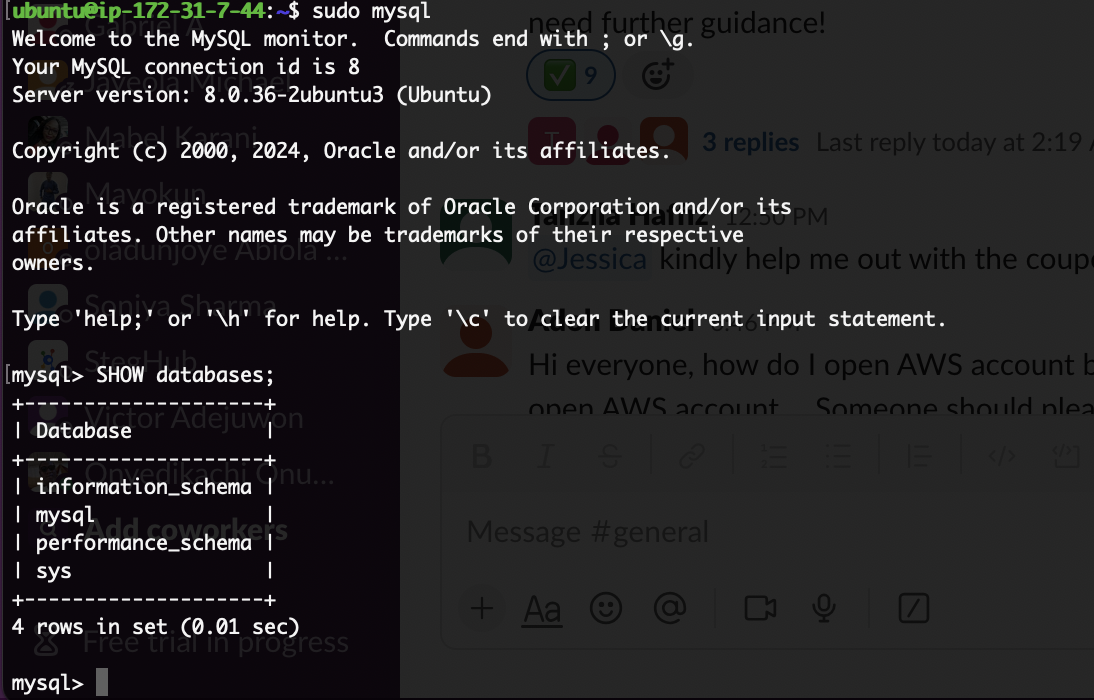 ubuntu@ip-172-31-7-44:~$ sudo mysql
Welcome to the MySQL monitor.  Commands end with ; or \g.
Your MySQL connection id is 8
Server version: 8.0.36-2ubuntu3 (Ubuntu)
Copyright (c) 2000, 2024, Oracle and/or its affiliates.
Oracle is a registered trademark of Oracle Corporation and/or its
affiliates. Other names may be trademarks of their respective
owners.
Type 'help;' or '\h' for help. Type '\c' to clear the current input statement.
[mysql> SHOW databases;
+--------------------+
| Database           |
+--------------------+
| information_schema |
| mysql              |
| performance_schema |
| sys                |
+--------------------+
4 rows in set (0.01 sec)
mysql>
Gabriel A
Javeola Michael
Mabel Karani
Mayokun
oladunjoye Abiola ...
Soniya Sharma
StegHub
Victor Adejuwon
Onyedikachi Onu...
Add coworkers
Free trial in progress
need further guidance!
9
3 replies Last reply today at 2:19
12:50 PM
@Jessica kindly help me out with the coup
Daniel
Hi everyone, how do I open AWS account b
open AWS account Someone should plea
B I S
Message #general
Aa